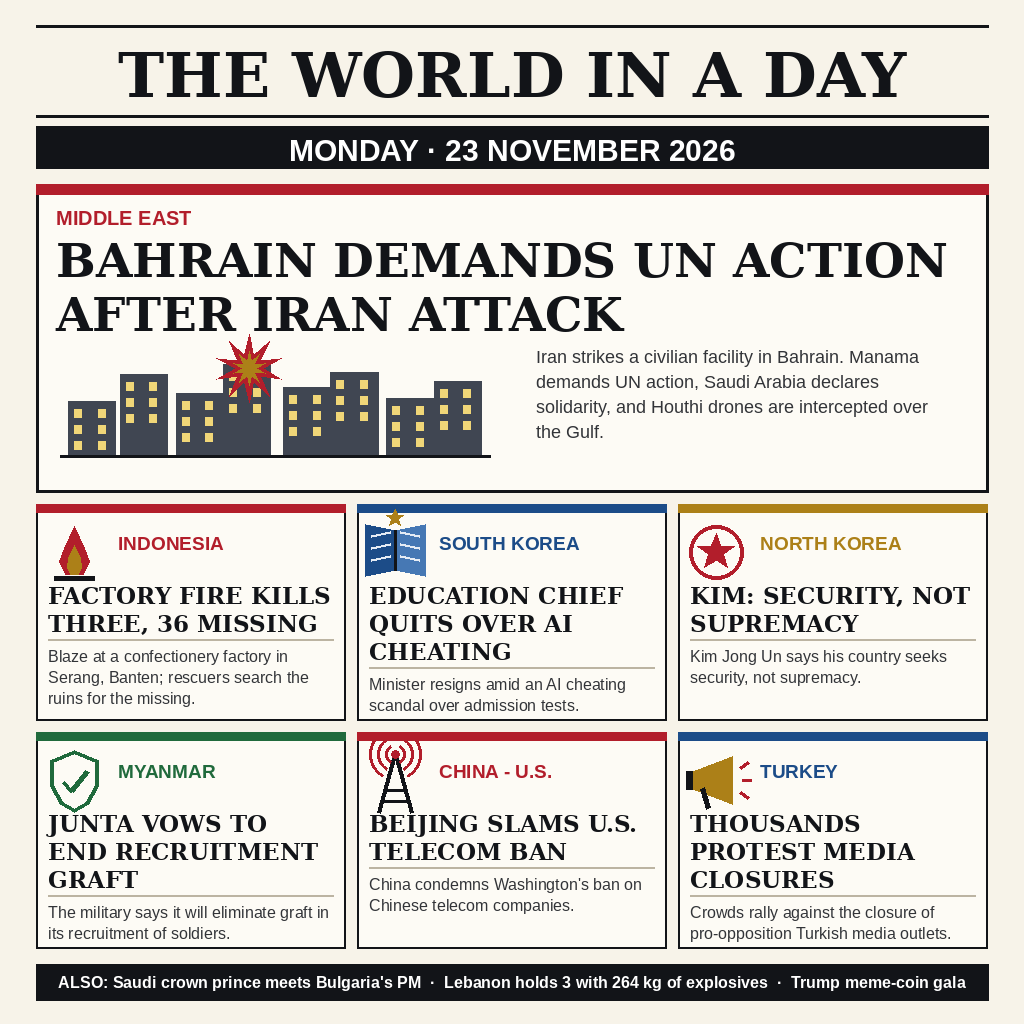 THE WORLD IN A DAY
MONDAY · 23 NOVEMBER 2026
MIDDLE EAST
BAHRAIN DEMANDS UN ACTION
AFTER IRAN ATTACK
Iran strikes a civilian facility in Bahrain. Manama
demands UN action, Saudi Arabia declares
solidarity, and Houthi drones are intercepted over
the Gulf.
INDONESIA
FACTORY FIRE KILLS
THREE, 36 MISSING
Blaze at a confectionery factory in
Serang, Banten; rescuers search the
ruins for the missing.
SOUTH KOREA
EDUCATION CHIEF
QUITS OVER AI
CHEATING
Minister resigns amid an AI cheating
scandal over admission tests.
NORTH KOREA
KIM: SECURITY, NOT
SUPREMACY
Kim Jong Un says his country seeks
security, not supremacy.
MYANMAR
JUNTA VOWS TO
END RECRUITMENT
GRAFT
The military says it will eliminate graft in
its recruitment of soldiers.
CHINA - U.S.
BEIJING SLAMS U.S.
TELECOM BAN
China condemns Washington's ban on
Chinese telecom companies.
TURKEY
THOUSANDS
PROTEST MEDIA
CLOSURES
Crowds rally against the closure of
pro-opposition Turkish media outlets.
ALSO: Saudi crown prince meets Bulgaria's PM · Lebanon holds 3 with 264 kg of explosives · Trump meme-coin gala